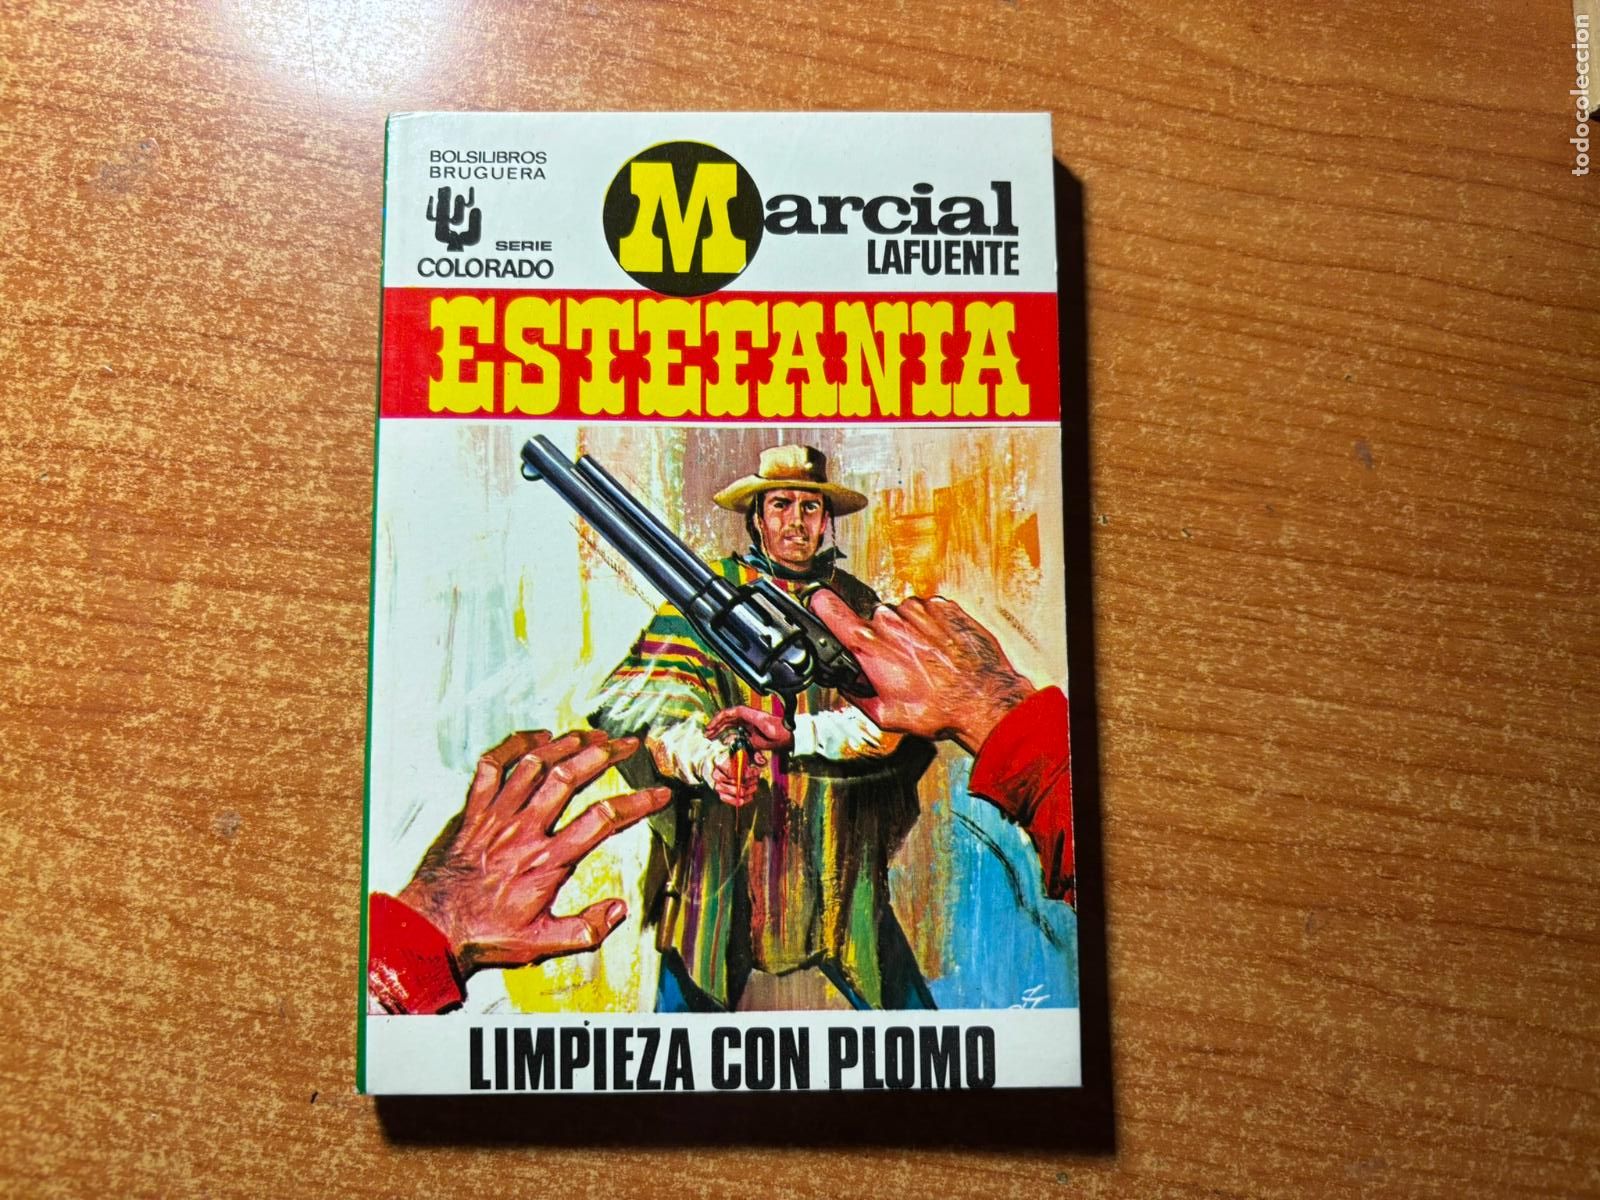 BOLSILIBROS
BRUGUERA
SERIE
COLORADO
Marcial
LAFUENTE
ESTEFANIA
LIMPIEZA CON PLOMO
todocoleccion